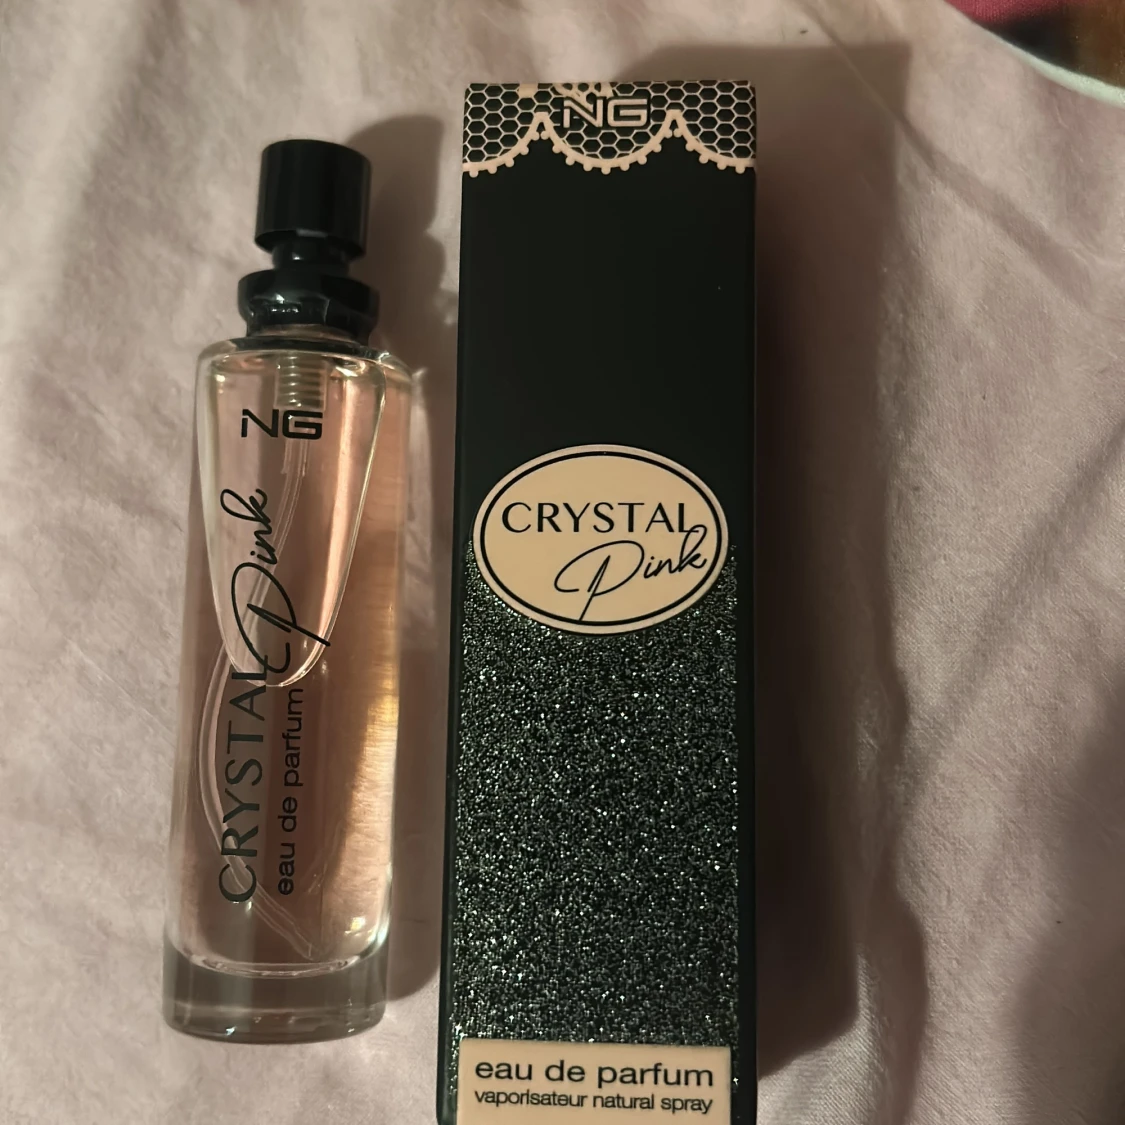 NG
CRYSTAL Pink
eau de parfum
NG
CRYSTAL
Pink
eau de parfum
vaporisateur natural spray